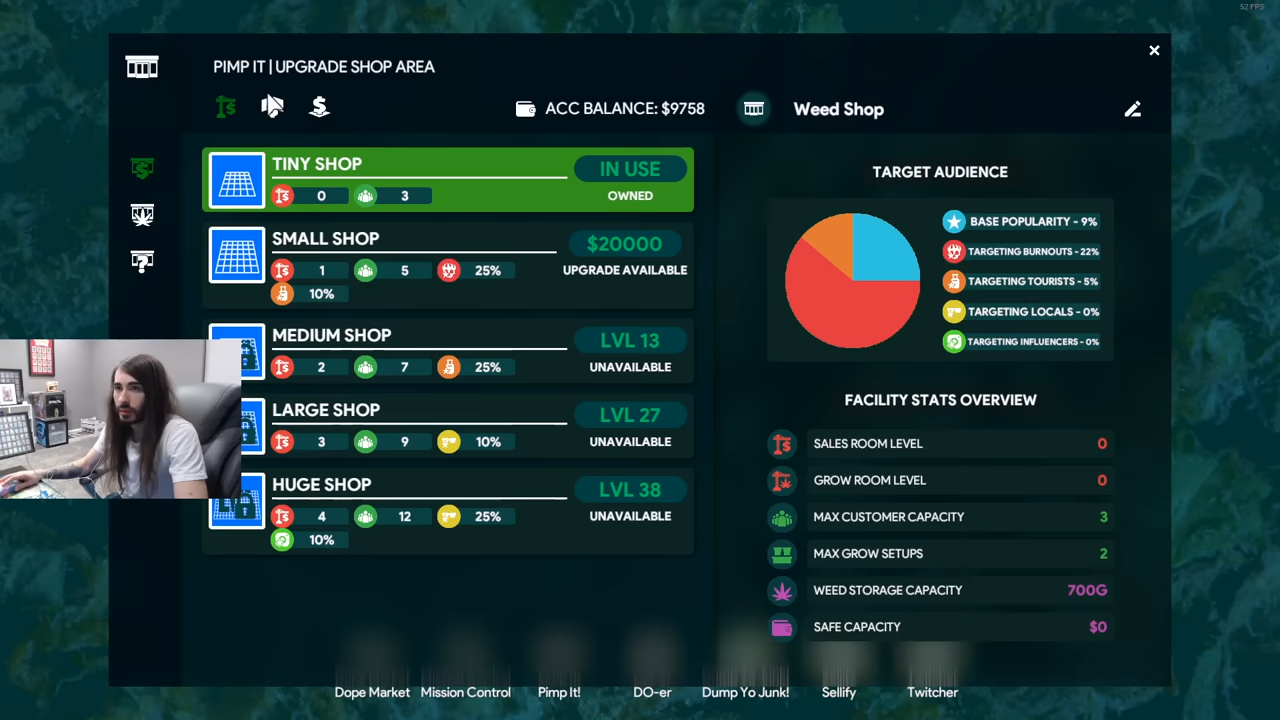 52 FPS
PIMP IT | UPGRADE SHOP AREA
ACC BALANCE: $9758
Weed Shop
TINY SHOP
IN USE
0
3
OWNED
SMALL SHOP
$20000
1
5
25%
UPGRADE AVAILABLE
10%
MEDIUM SHOP
LVL 13
2
7
25%
UNAVAILABLE
LARGE SHOP
LVL 27
3
9
10%
UNAVAILABLE
HUGE SHOP
LVL 38
4
12
25%
UNAVAILABLE
10%
TARGET AUDIENCE
BASE POPULARITY - 9%
TARGETING BURNOUTS - 22%
TARGETING TOURISTS - 5%
TARGETING LOCALS - 0%
TARGETING INFLUENCERS - 0%
FACILITY STATS OVERVIEW
SALES ROOM LEVEL 0
GROW ROOM LEVEL 0
MAX CUSTOMER CAPACITY 3
MAX GROW SETUPS 2
WEED STORAGE CAPACITY 700G
SAFE CAPACITY $0
Dope Market Mission Control Pimp It! DO-er Dump Yo Junk! Sellify Twitcher